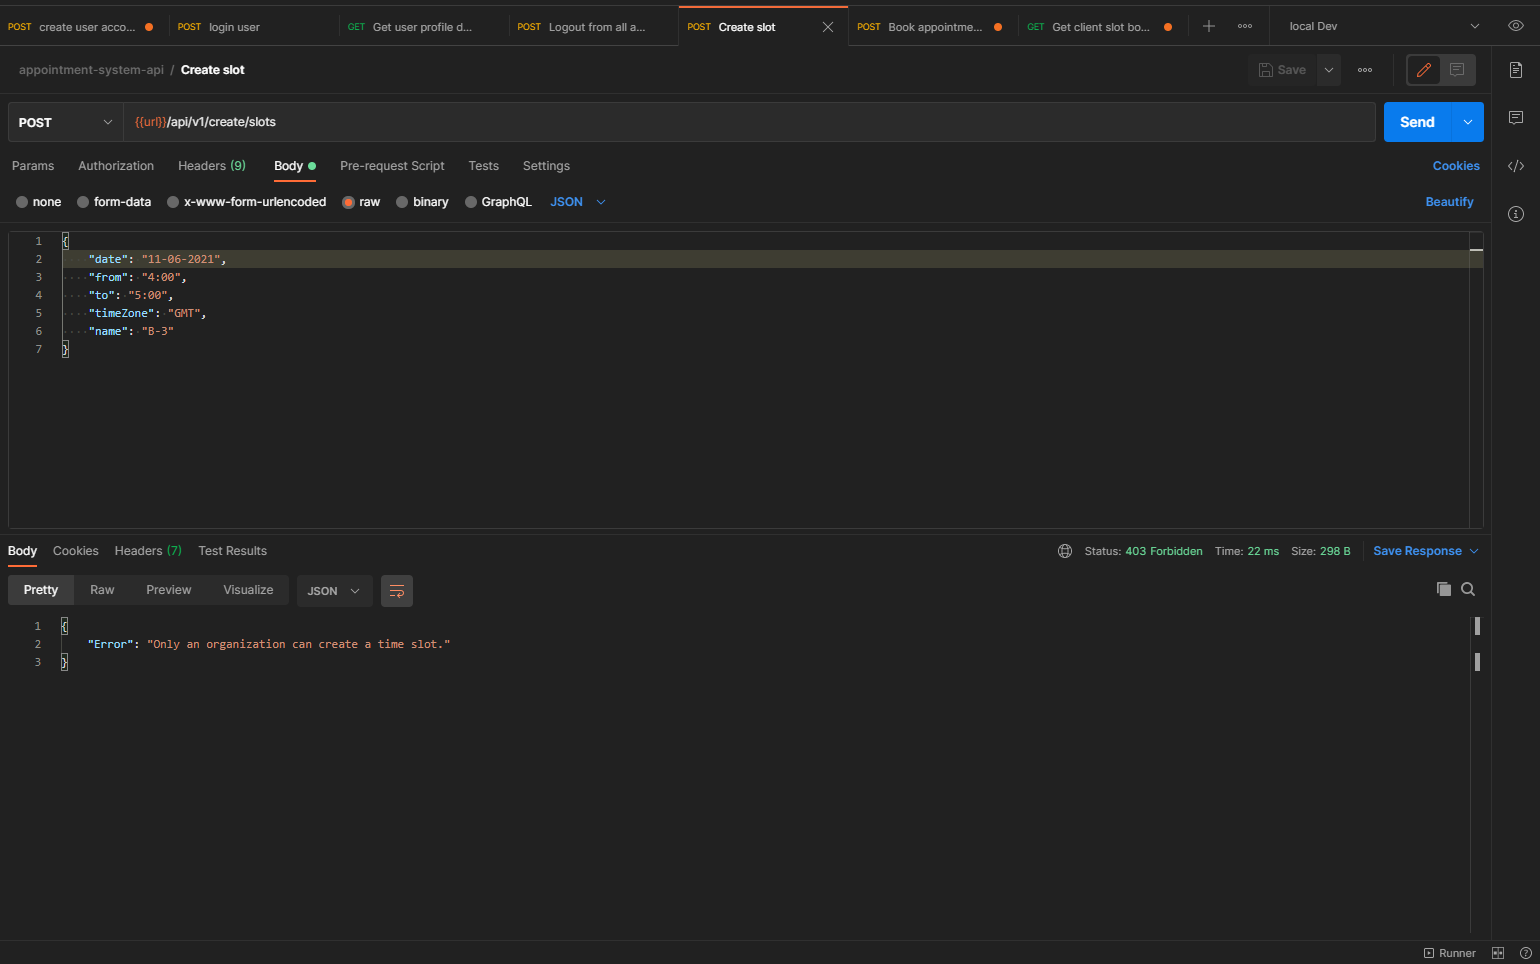 POST create user acco...
POST login user
GET Get user profile d...
POST Logout from all a...
POST Create slot
POST Book appointme...
GET Get client slot bo...
local Dev
appointment-system-api / Create slot
Save
POST {{url}}/api/v1/create/slots
Send
Params Authorization Headers (9) Body Pre-request Script Tests Settings
Cookies
none form-data x-www-form-urlencoded raw binary GraphQL JSON
Beautify
1 {
2 "date": "11-06-2021",
3 "from": "4:00",
4 "to": "5:00",
5 "timeZone": "GMT",
6 "name": "B-3"
7 }
Body Cookies Headers (7) Test Results
Status: 403 Forbidden Time: 22 ms Size: 298 B
Save Response
Pretty Raw Preview Visualize JSON
1 {
2 "Error": "Only an organization can create a time slot."
3 }
Runner